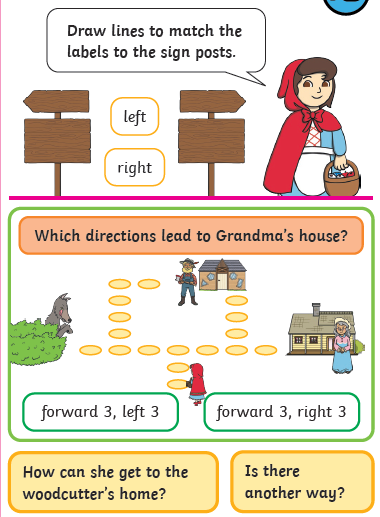 Draw lines to match the
labels to the sign posts.
left
right
Which directions lead to Grandma's house?
forward 3, left 3
forward 3, right 3
How can she get to the
woodcutter's home?
Is there
another way?